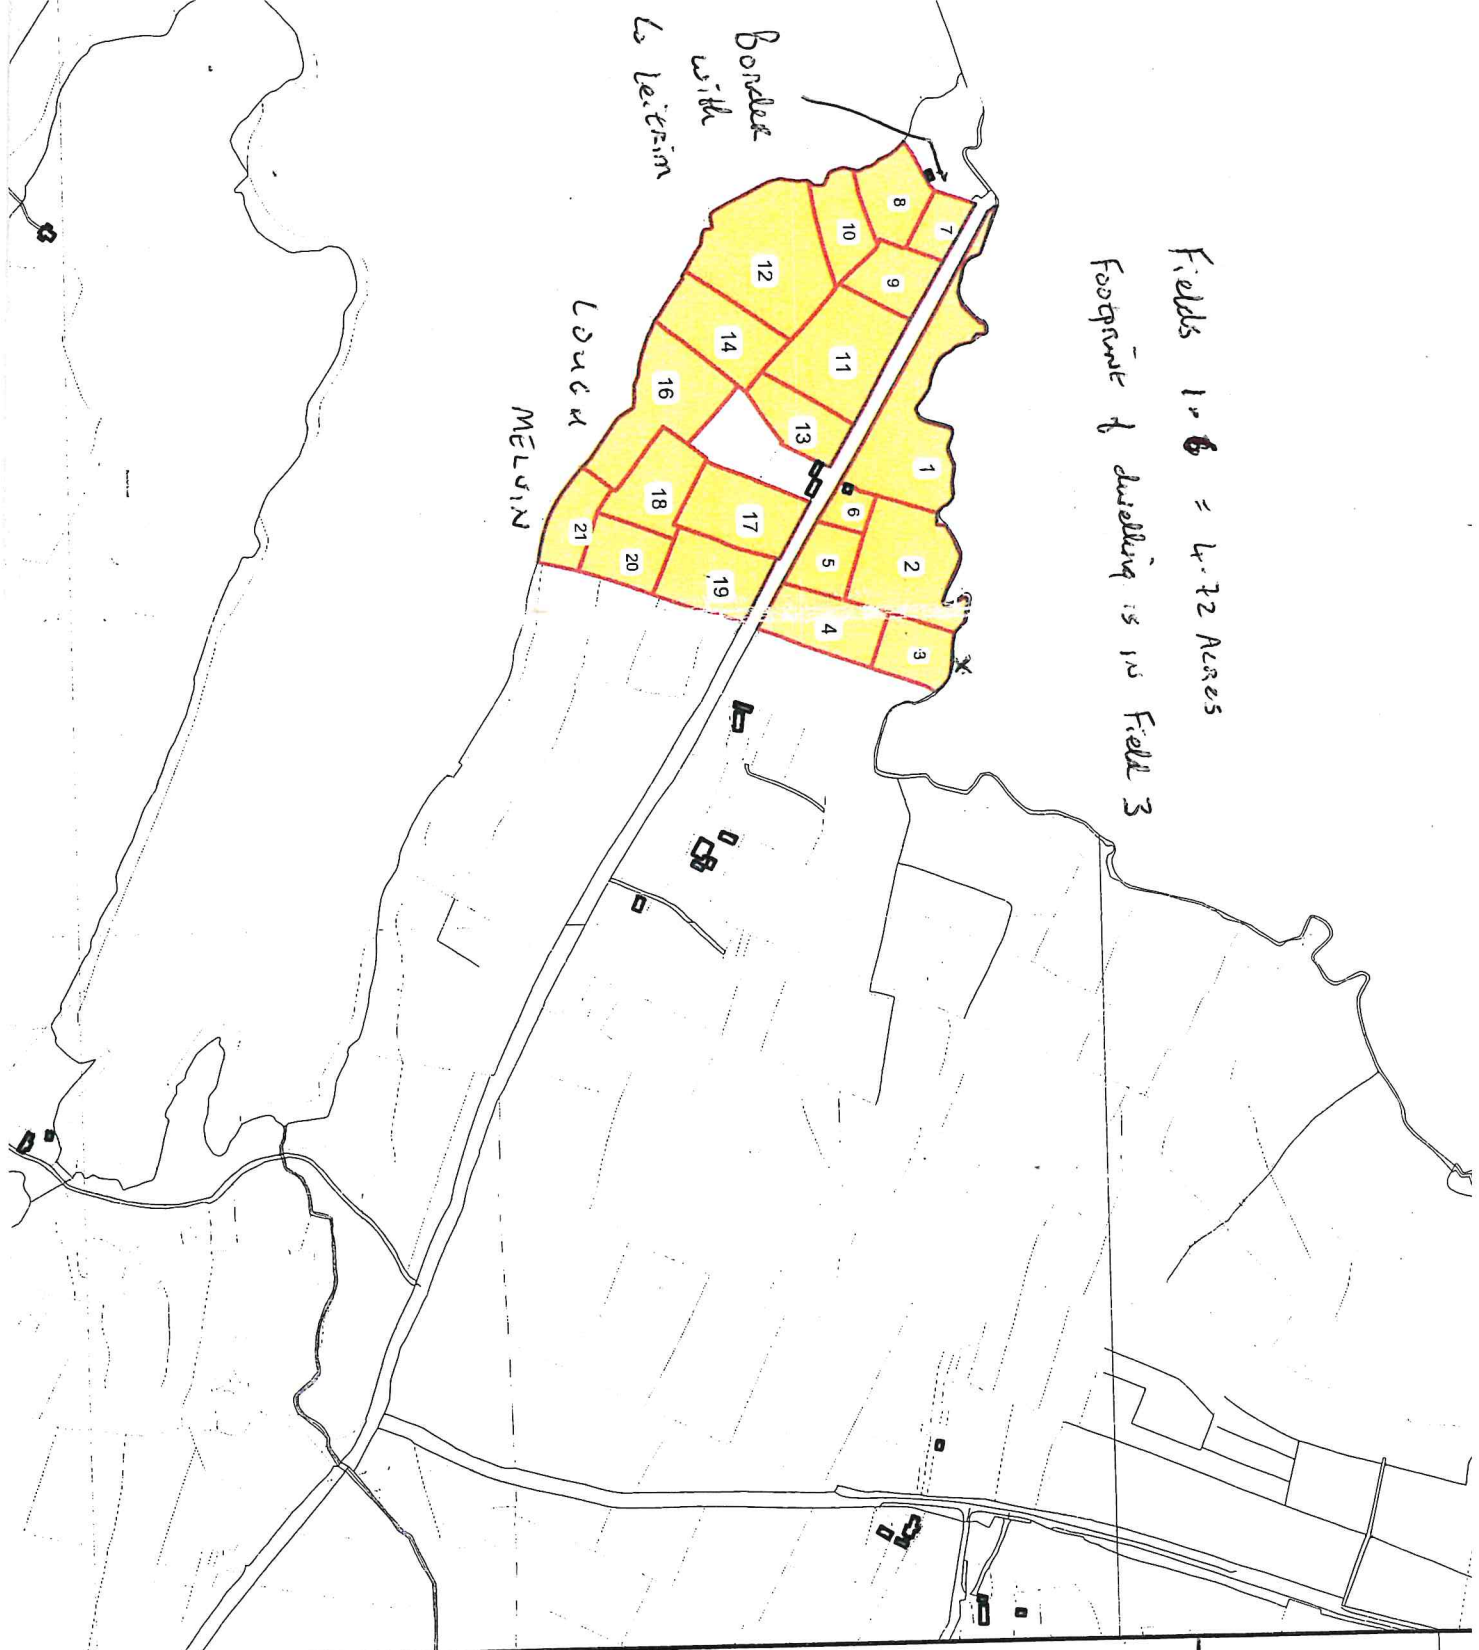 Fields 1-6 = 4.72 Acres
Footprint of dwelling is in Field 3
Border
with
Co Leitrim
LOUGH
MELVIN
X
1
2
3
4
5
6
7
8
9
10
11
12
13
14
16
17
18
19
20
21